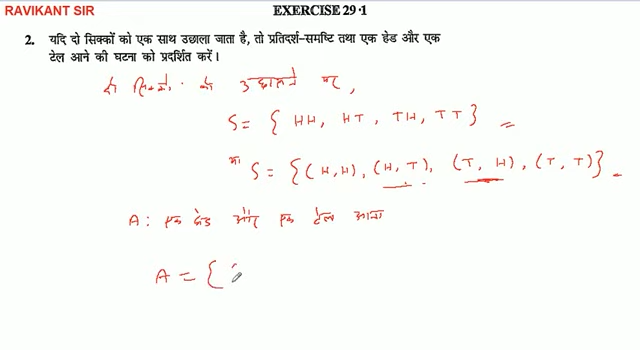 RAVIKANT SIR
EXERCISE 29·1
2. यदि दो सिक्कों को एक साथ उछाला जाता है, तो प्रतिदर्श-समष्टि तथा एक हेड और एक
टेल आने की घटना को प्रदर्शित करें।
दो सिक्कों को उछालने पर,
S = { HH, HT, TH, TT }
या S = { (H, H), (H, T), (T, H), (T, T) }
A : एक हेड और एक टेल आना
A = {